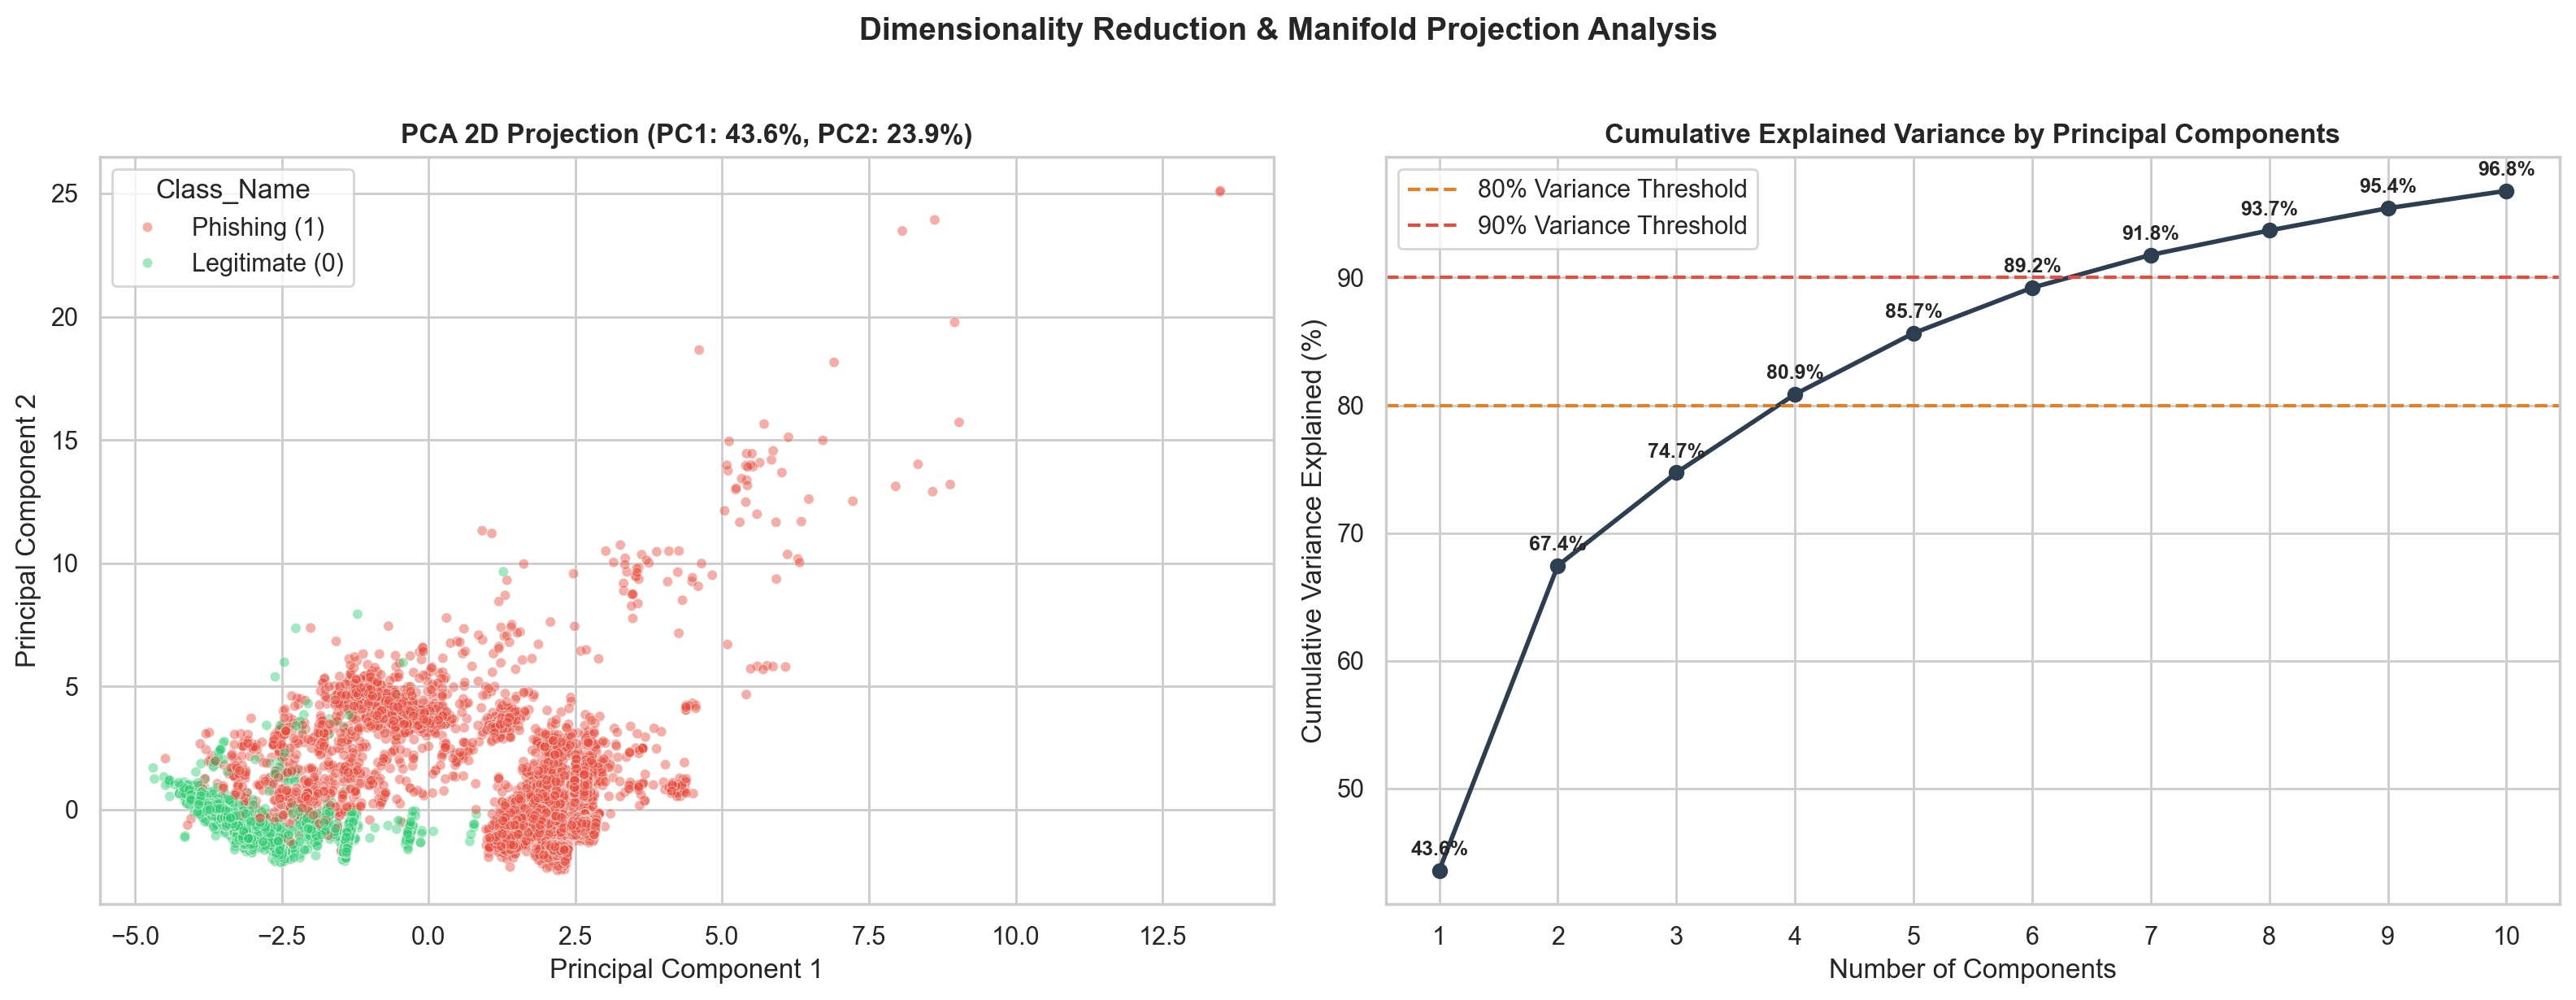 Dimensionality Reduction & Manifold Projection Analysis
PCA 2D Projection (PC1: 43.6%, PC2: 23.9%)
Class_Name
Phishing (1)
Legitimate (0)
25
20
15
10
5
0
Principal Component 2
−5.0 −2.5 0.0 2.5 5.0 7.5 10.0 12.5
Principal Component 1
Cumulative Explained Variance by Principal Components
80% Variance Threshold
90% Variance Threshold
43.6%
67.4%
74.7%
80.9%
85.7%
89.2%
91.8%
93.7%
95.4%
96.8%
90
80
70
60
50
Cumulative Variance Explained (%)
1 2 3 4 5 6 7 8 9 10
Number of Components